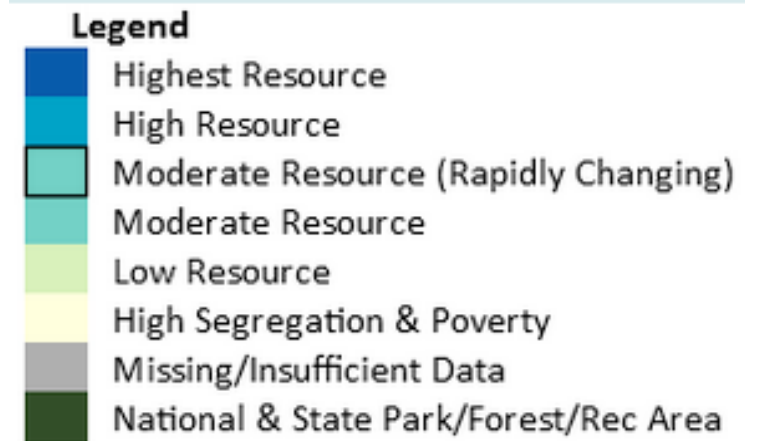 Legend
Highest Resource
High Resource
Moderate Resource (Rapidly Changing)
Moderate Resource
Low Resource
High Segregation & Poverty
Missing/Insufficient Data
National & State Park/Forest/Rec Area